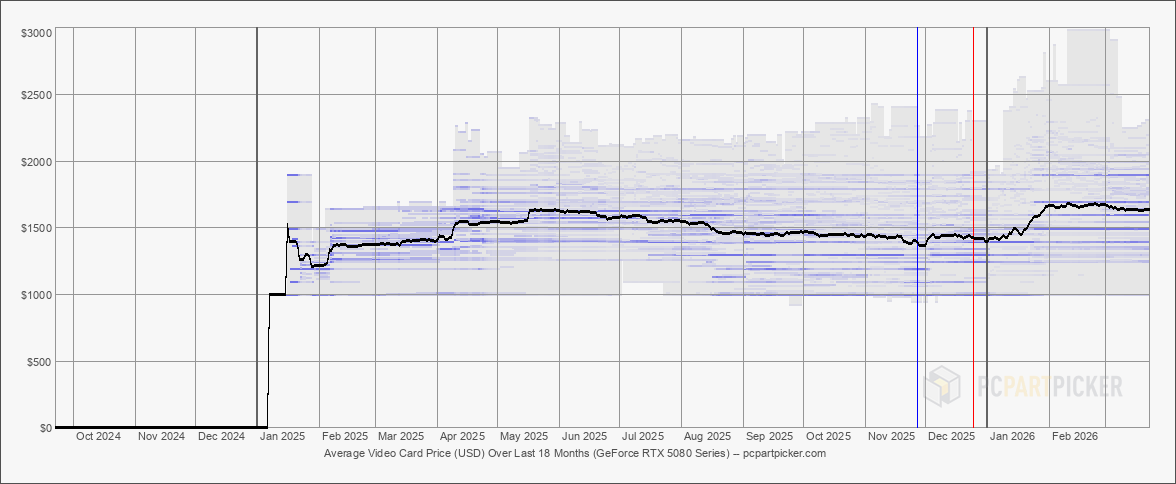 $3000
$2500
$2000
$1500
$1000
$500
$0
PCPARTPICKER
Oct 2024 Nov 2024 Dec 2024 Jan 2025 Feb 2025 Mar 2025 Apr 2025 May 2025 Jun 2025 Jul 2025 Aug 2025 Sep 2025 Oct 2025 Nov 2025 Dec 2025 Jan 2026 Feb 2026
Average Video Card Price (USD) Over Last 18 Months (GeForce RTX 5080 Series) -- pcpartpicker.com